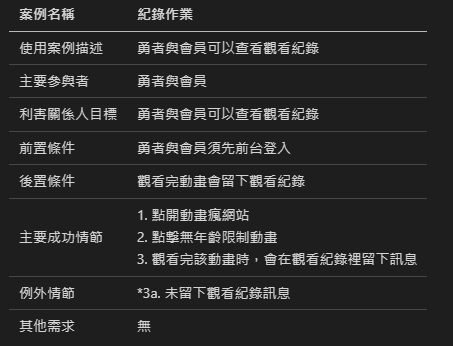 案例名稱 紀錄作業
使用案例描述 勇者與會員可以查看觀看紀錄
主要參與者 勇者與會員
利害關係人目標 勇者與會員可以查看觀看紀錄
前置條件 勇者與會員須先前台登入
後置條件 觀看完動畫會留下觀看紀錄
主要成功情節 1. 點開動畫瘋網站
2. 點擊無年齡限制動畫
3. 觀看完該動畫時，會在觀看紀錄裡留下訊息
例外情節 *3a. 未留下觀看紀錄訊息
其他需求 無